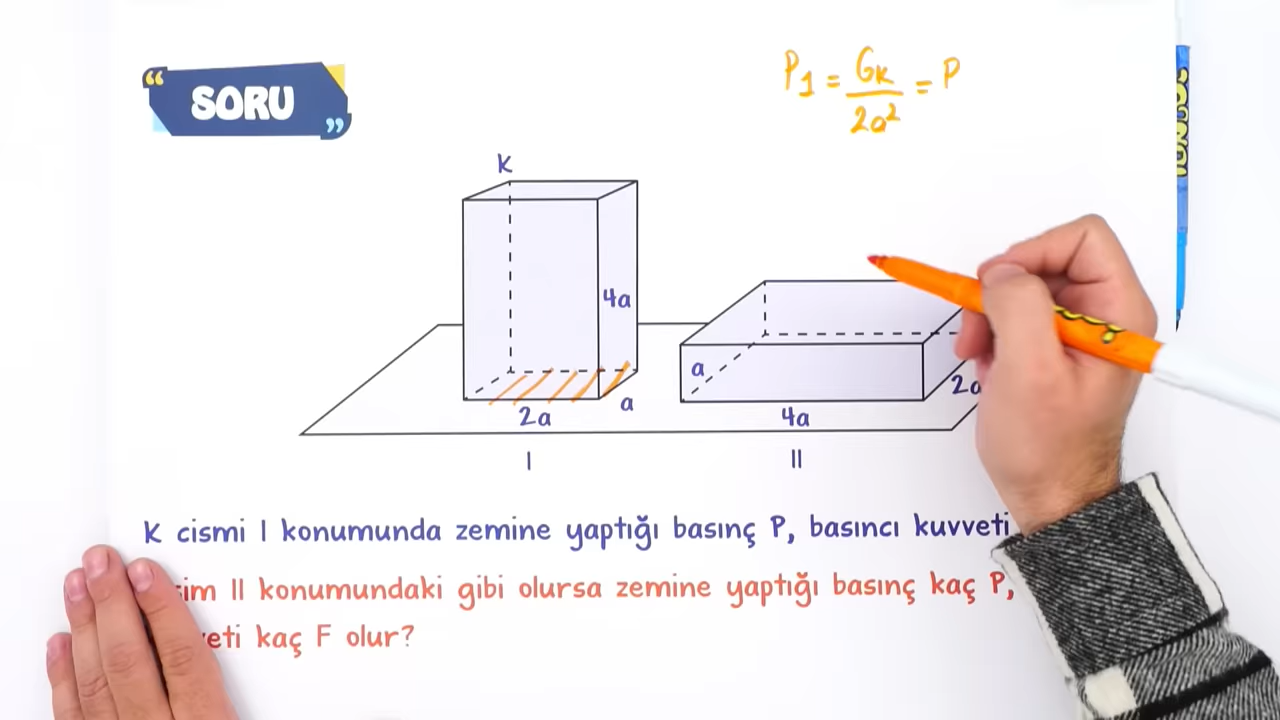 SORU
P1 = GK / 2a² = P
K
4a
2a
a
a
4a
2a
I
II
K cismi I konumunda zemine yaptığı basınç P, basıncı kuvveti
II konumundaki gibi olursa zemine yaptığı basınç kaç P,
kaç F olur?